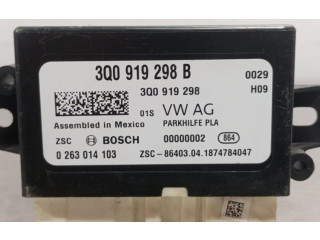 3Q0 919 298 B 0029
3Q0 919 298 H09
01S VW AG
Assembled in Mexico PARKHILFE PLA
ZSC BOSCH 00000002 864
0 263 014 103 ZSC-86403.04.1874784047